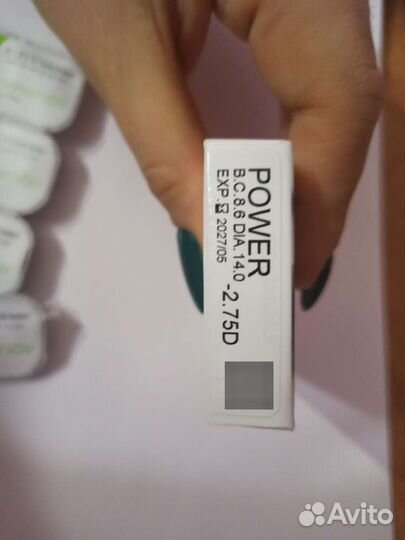 POWER -2.75D
B.C.8.6 DIA.14.0
EXP. 2027/05
Avito